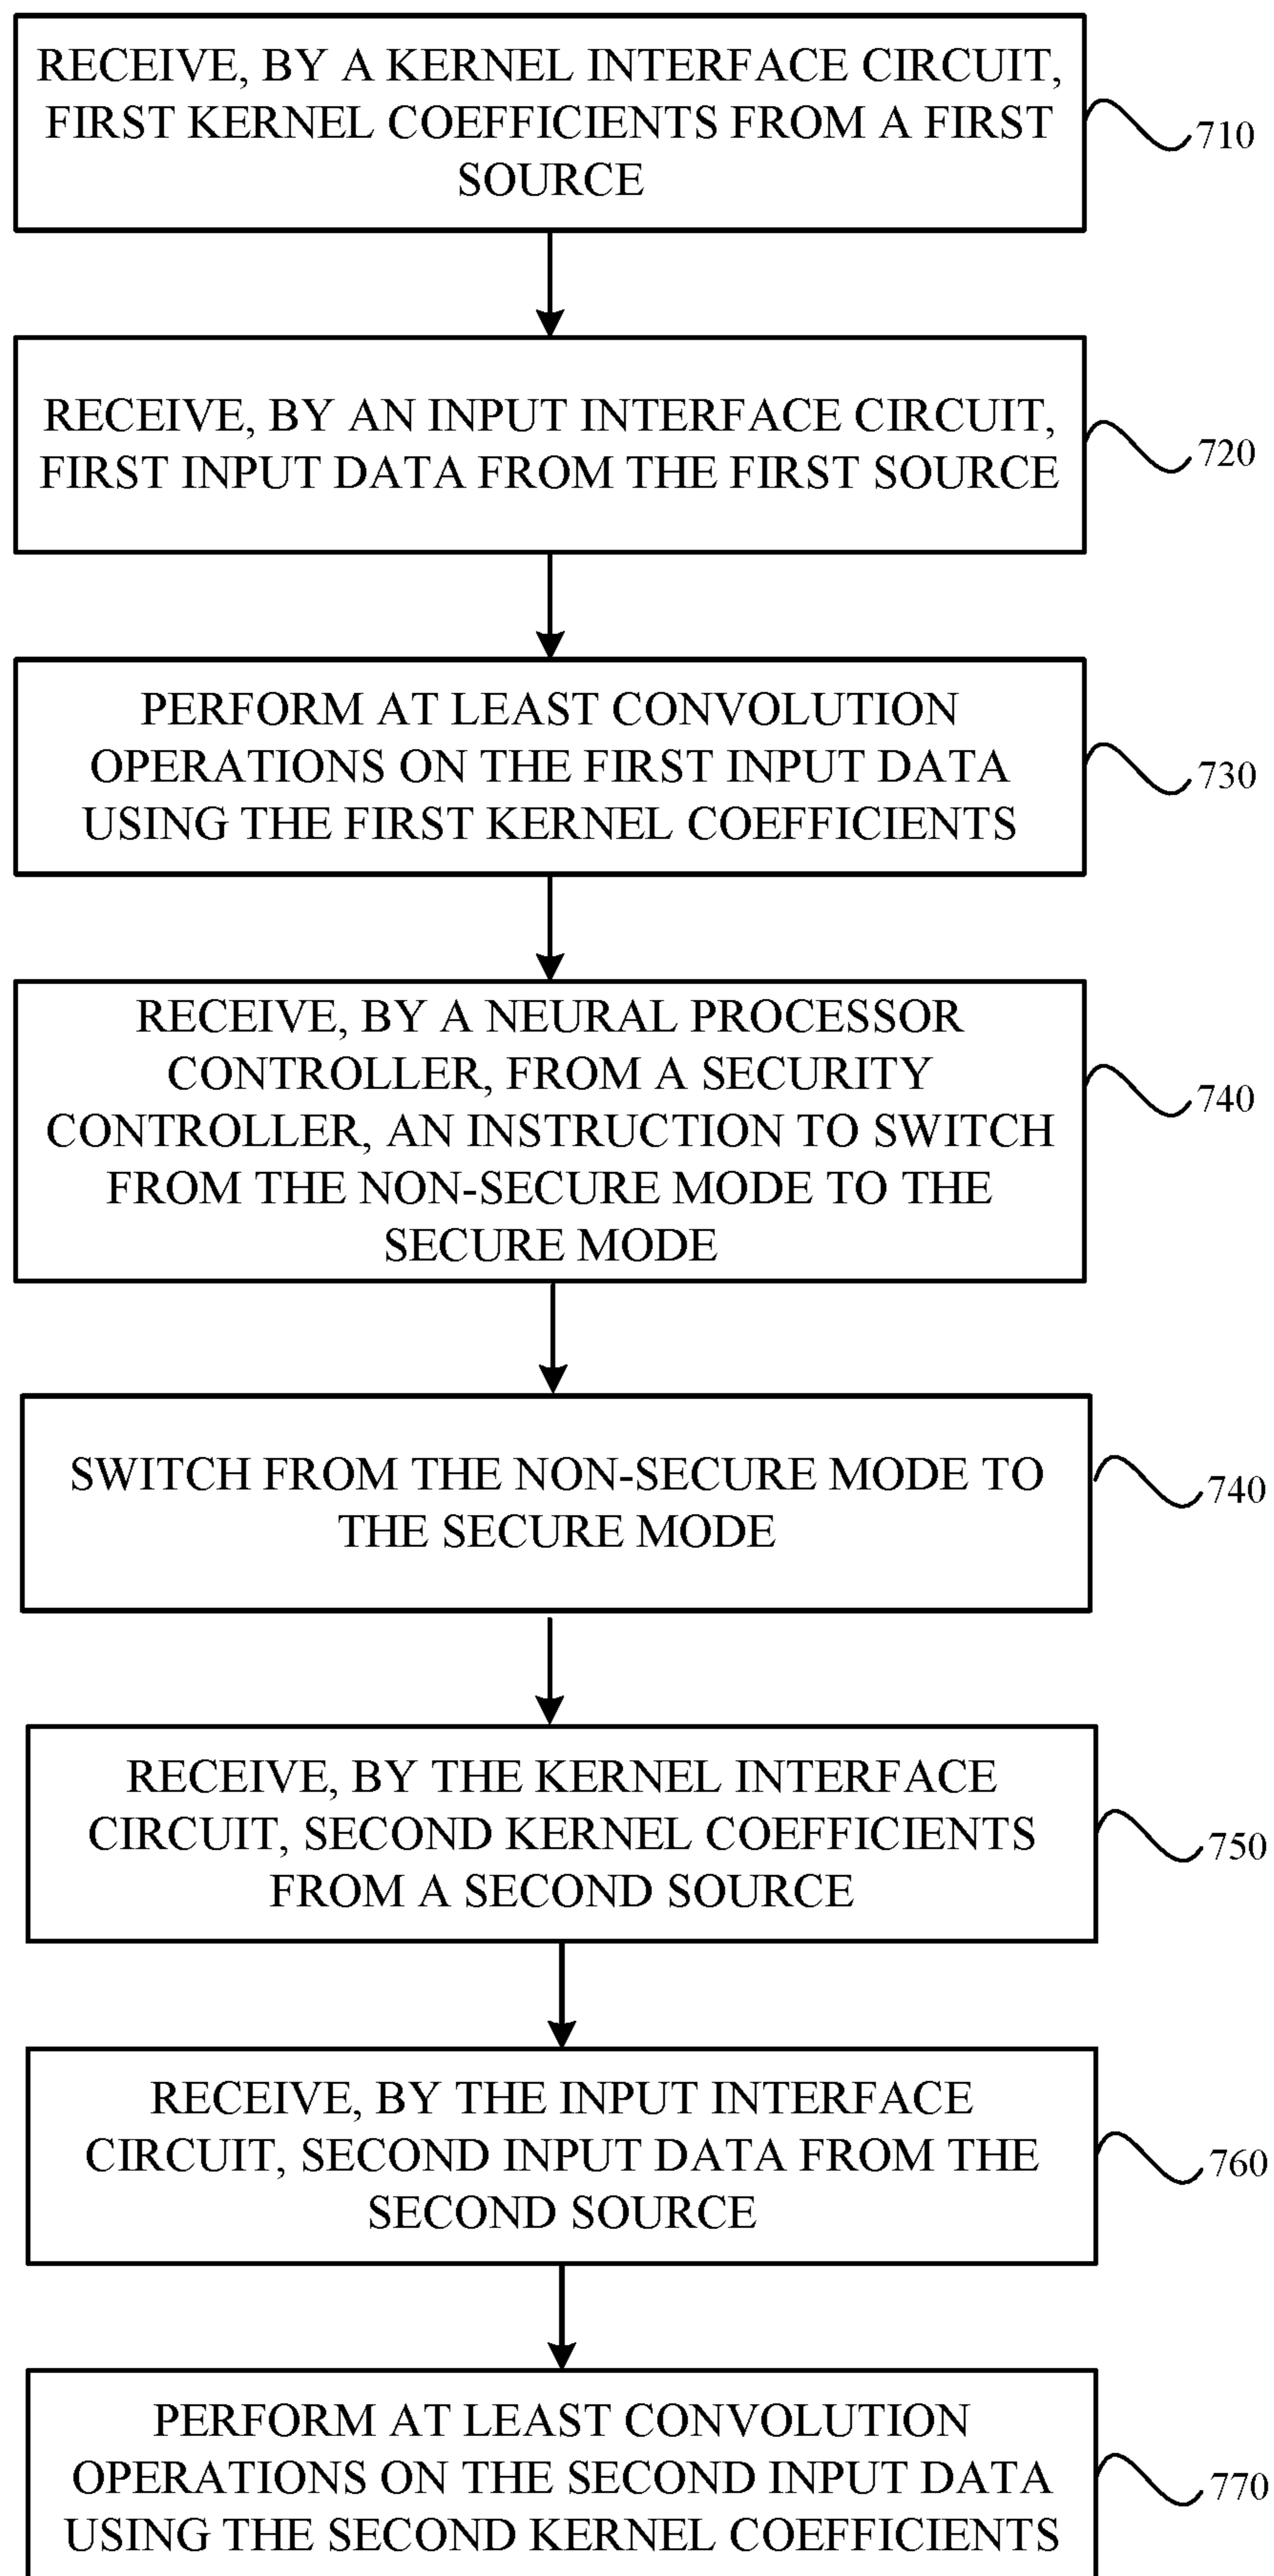 RECEIVE, BY A KERNEL INTERFACE CIRCUIT,
FIRST KERNEL COEFFICIENTS FROM A FIRST
SOURCE
710
RECEIVE, BY AN INPUT INTERFACE CIRCUIT,
FIRST INPUT DATA FROM THE FIRST SOURCE
720
PERFORM AT LEAST CONVOLUTION
OPERATIONS ON THE FIRST INPUT DATA
USING THE FIRST KERNEL COEFFICIENTS
730
RECEIVE, BY A NEURAL PROCESSOR
CONTROLLER, FROM A SECURITY
CONTROLLER, AN INSTRUCTION TO SWITCH
FROM THE NON-SECURE MODE TO THE
SECURE MODE
740
SWITCH FROM THE NON-SECURE MODE TO
THE SECURE MODE
740
RECEIVE, BY THE KERNEL INTERFACE
CIRCUIT, SECOND KERNEL COEFFICIENTS
FROM A SECOND SOURCE
750
RECEIVE, BY THE INPUT INTERFACE
CIRCUIT, SECOND INPUT DATA FROM THE
SECOND SOURCE
760
PERFORM AT LEAST CONVOLUTION
OPERATIONS ON THE SECOND INPUT DATA
USING THE SECOND KERNEL COEFFICIENTS
770